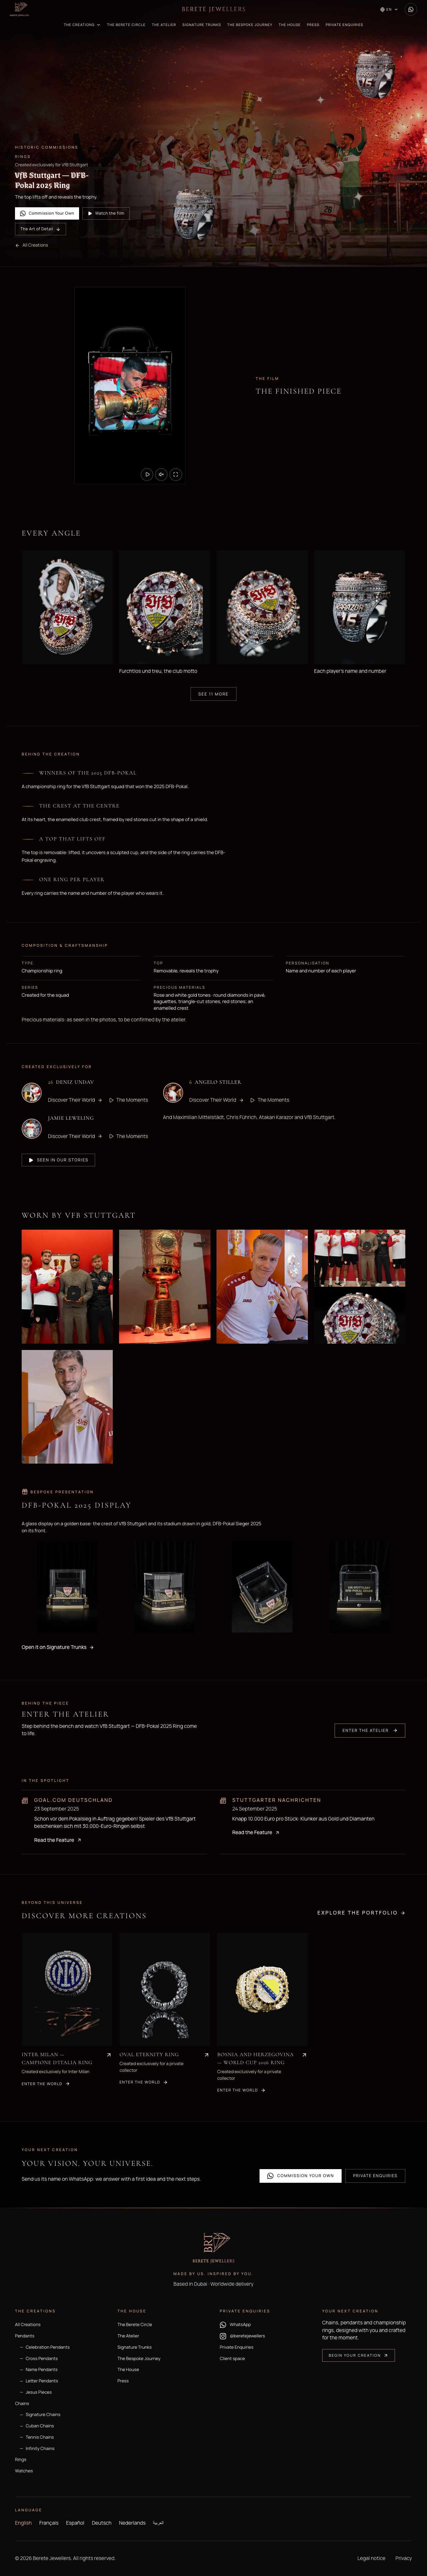 BERETE JEWELLERS
EN
THE CREATIONS
THE BERETE CIRCLE
THE ATELIER
SIGNATURE TRUNKS
THE BESPOKE JOURNEY
THE HOUSE
PRESS
PRIVATE ENQUIRIES
HISTORIC COMMISSIONS
RINGS
Created exclusively for VfB Stuttgart
VfB Stuttgart — DFB-
Pokal 2025 Ring
The top lifts off and reveals the trophy.
Commission Your Own
Watch the film
The Art of Detail
All Creations
THE FILM
THE FINISHED PIECE
EVERY ANGLE
Furchtlos und treu, the club motto
Each player's name and number
SEE 11 MORE
BEHIND THE CREATION
WINNERS OF THE 2025 DFB-POKAL
A championship ring for the VfB Stuttgart squad that won the 2025 DFB-Pokal.
THE CREST AT THE CENTRE
At its heart, the enamelled club crest, framed by red stones cut in the shape of a shield.
A TOP THAT LIFTS OFF
The top is removable: lifted, it uncovers a sculpted cup, and the side of the ring carries the DFB-
Pokal engraving.
ONE RING PER PLAYER
Every ring carries the name and number of the player who wears it.
COMPOSITION & CRAFTSMANSHIP
TYPE
Championship ring
TOP
Removable, reveals the trophy
PERSONALISATION
Name and number of each player
SERIES
Created for the squad
PRECIOUS MATERIALS
Rose and white gold tones · round diamonds in pavé,
baguettes, triangle-cut stones, red stones, an
enamelled crest
Precious materials: as seen in the photos, to be confirmed by the atelier.
CREATED EXCLUSIVELY FOR
26 DENIZ UNDAV
Discover Their World
The Moments
6 ANGELO STILLER
Discover Their World
The Moments
JAMIE LEWELING
Discover Their World
The Moments
And Maximilian Mittelstädt, Chris Führich, Atakan Karazor and VfB Stuttgart.
SEEN IN OUR STORIES
WORN BY VFB STUTTGART
BESPOKE PRESENTATION
DFB-POKAL 2025 DISPLAY
A glass display on a golden base: the crest of VfB Stuttgart and its stadium drawn in gold, DFB-Pokal Sieger 2025
on its front.
Open it on Signature Trunks
BEHIND THE PIECE
ENTER THE ATELIER
Step behind the bench and watch VfB Stuttgart — DFB-Pokal 2025 Ring come
to life.
ENTER THE ATELIER
IN THE SPOTLIGHT
GOAL.COM DEUTSCHLAND
23 September 2025
Schon vor dem Pokalsieg in Auftrag gegeben! Spieler des VfB Stuttgart
beschenken sich mit 30.000-Euro-Ringen selbst
Read the Feature
STUTTGARTER NACHRICHTEN
24 September 2025
Knapp 10.000 Euro pro Stück: Klunker aus Gold und Diamanten
Read the Feature
BEYOND THIS UNIVERSE
DISCOVER MORE CREATIONS
EXPLORE THE PORTFOLIO
INTER MILAN —
CAMPIONE D'ITALIA RING
Created exclusively for Inter Milan
ENTER THE WORLD
OVAL ETERNITY RING
Created exclusively for a private
collector
ENTER THE WORLD
BOSNIA AND HERZEGOVINA
— WORLD CUP 2026 RING
Created exclusively for a private
collector
ENTER THE WORLD
YOUR NEXT CREATION
YOUR VISION. YOUR UNIVERSE.
Send us its name on WhatsApp: we answer with a first idea and the next steps.
COMMISSION YOUR OWN
PRIVATE ENQUIRIES
BRT
BERETE JEWELLERS
MADE BY US, INSPIRED BY YOU
Based in Dubai · Worldwide delivery
THE CREATIONS
All Creations
Pendants
— Celebration Pendants
— Cross Pendants
— Name Pendants
— Letter Pendants
— Jesus Pieces
Chains
— Signature Chains
— Cuban Chains
— Tennis Chains
— Infinity Chains
Rings
Watches
THE HOUSE
The Berete Circle
The Atelier
Signature Trunks
The Bespoke Journey
The House
Press
PRIVATE ENQUIRIES
WhatsApp
@beretejewellers
Private Enquiries
Client space
YOUR NEXT CREATION
Chains, pendants and championship
rings, designed with you and crafted
for the moment.
BEGIN YOUR CREATION
LANGUAGE
English
Français
Español
Deutsch
Nederlands
العربية
© 2026 Berete Jewellers. All rights reserved.
Legal notice
Privacy